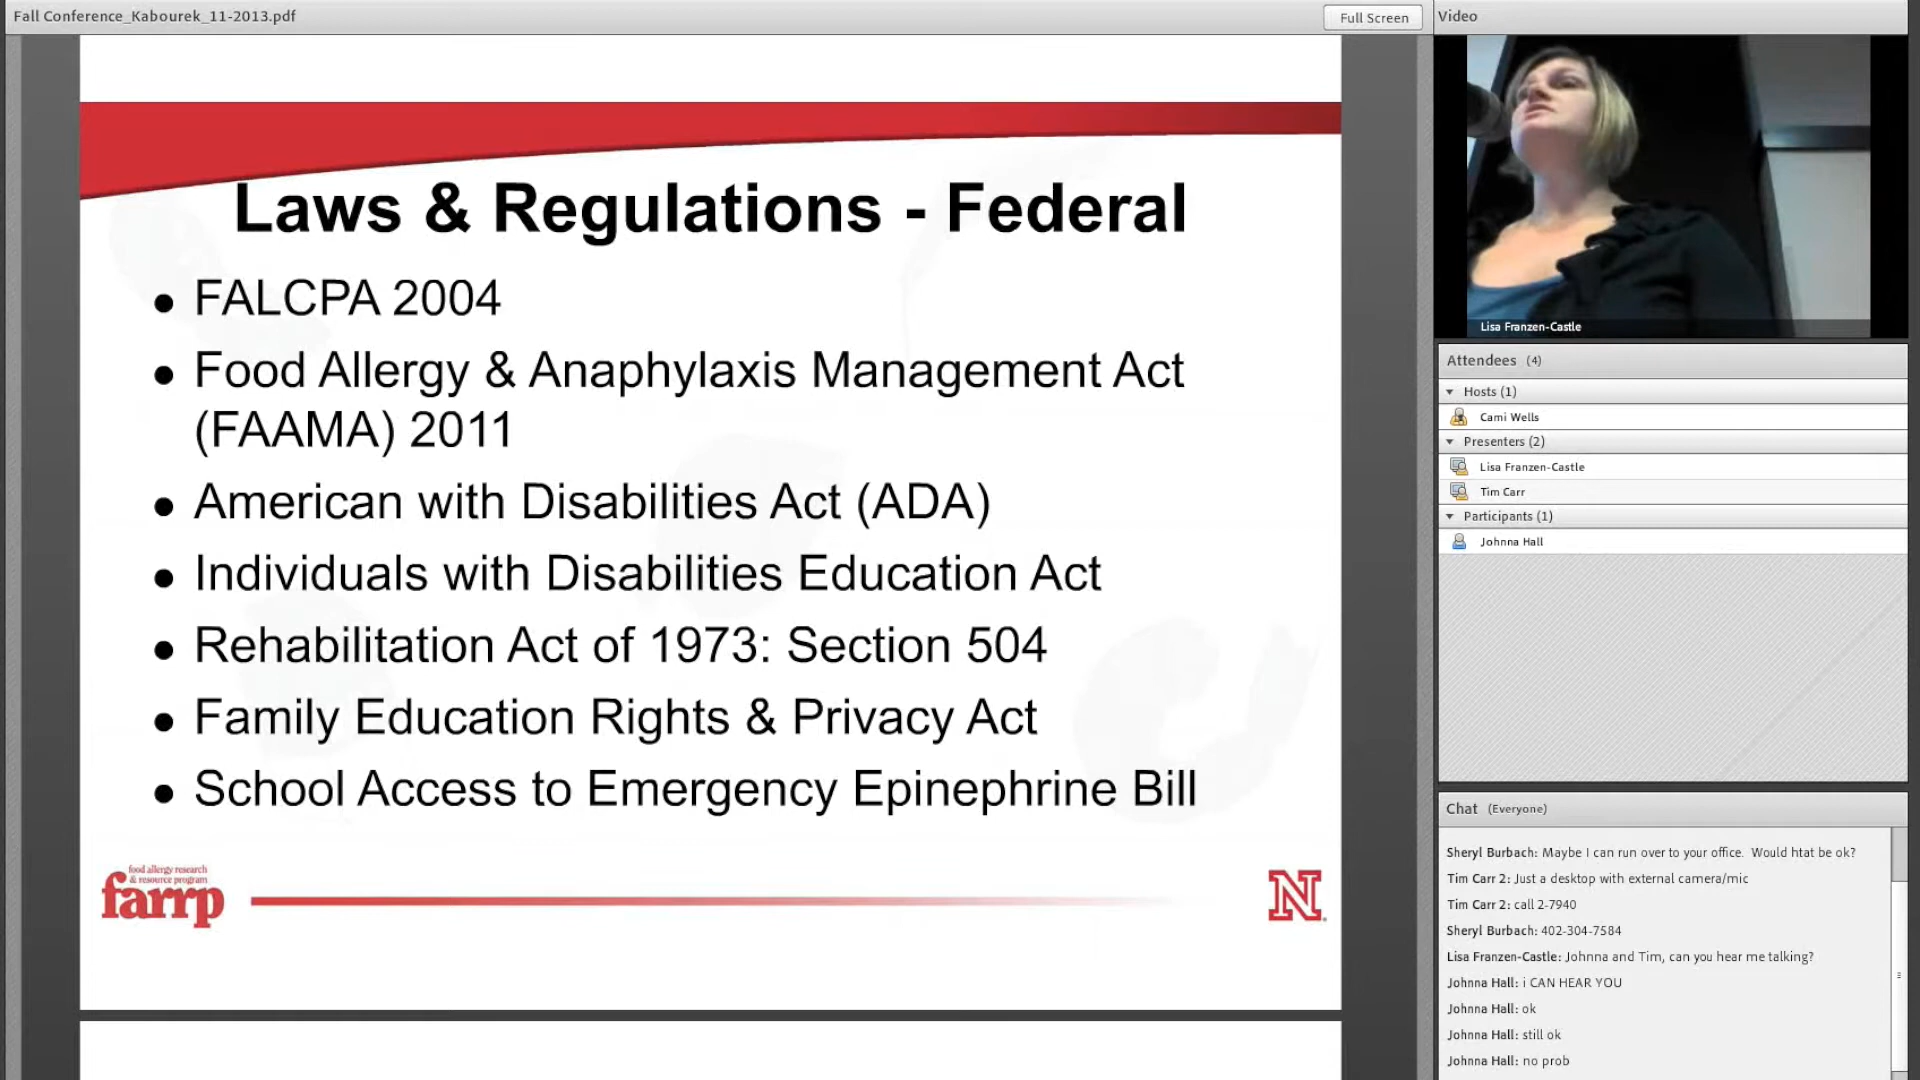 Fall Conference_Kabourek_11-2013.pdf
Full Screen
Laws & Regulations - Federal
● FALCPA 2004
● Food Allergy & Anaphylaxis Management Act
(FAAMA) 2011
● American with Disabilities Act (ADA)
● Individuals with Disabilities Education Act
● Rehabilitation Act of 1973: Section 504
● Family Education Rights & Privacy Act
● School Access to Emergency Epinephrine Bill
food allergy research
& resource program
farrp
N
Video
Lisa Franzen-Castle
Attendees (4)
Hosts (1)
Cami Wells
Presenters (2)
Lisa Franzen-Castle
Tim Carr
Participants (1)
Johnna Hall
Chat (Everyone)
Sheryl Burbach: Maybe I can run over to your office. Would htat be ok?
Tim Carr 2: Just a desktop with external camera/mic
Tim Carr 2: call 2-7940
Sheryl Burbach: 402-304-7584
Lisa Franzen-Castle: Johnna and Tim, can you hear me talking?
Johnna Hall: i CAN HEAR YOU
Johnna Hall: ok
Johnna Hall: still ok
Johnna Hall: no prob